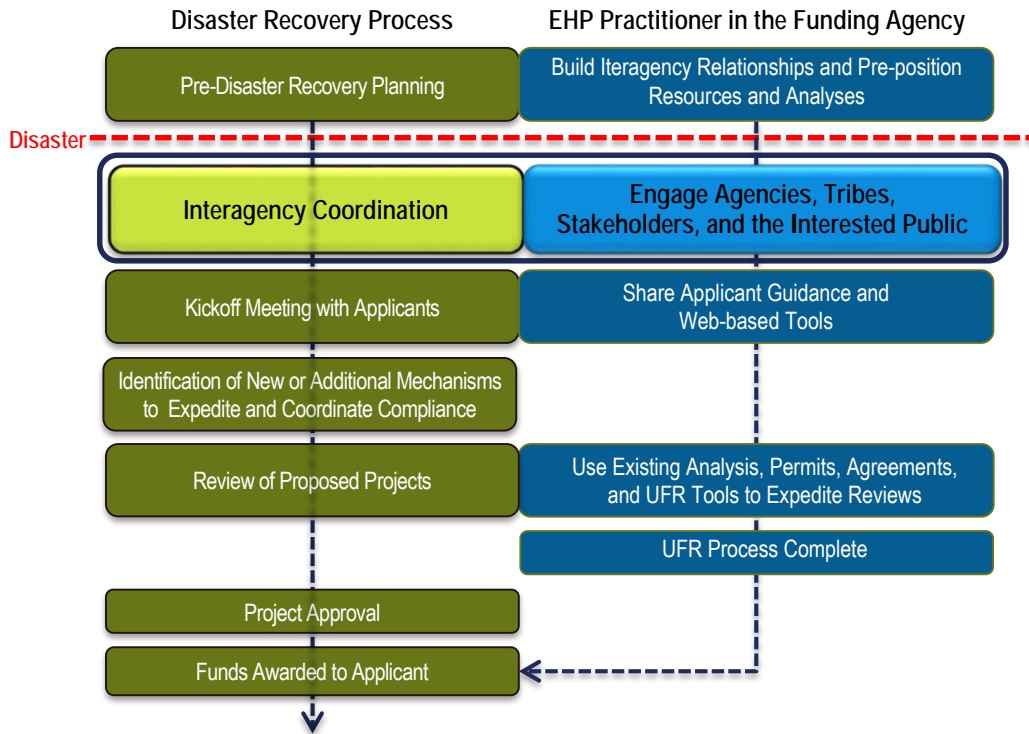 Disaster Recovery Process
EHP Practitioner in the Funding Agency
Pre-Disaster Recovery Planning
Build Iteragency Relationships and Pre-position
Resources and Analyses
Disaster
Interagency Coordination
Engage Agencies, Tribes,
Stakeholders, and the Interested Public
Kickoff Meeting with Applicants
Share Applicant Guidance and
Web-based Tools
Identification of New or Additional Mechanisms
to Expedite and Coordinate Compliance
Review of Proposed Projects
Use Existing Analysis, Permits, Agreements,
and UFR Tools to Expedite Reviews
UFR Process Complete
Project Approval
Funds Awarded to Applicant